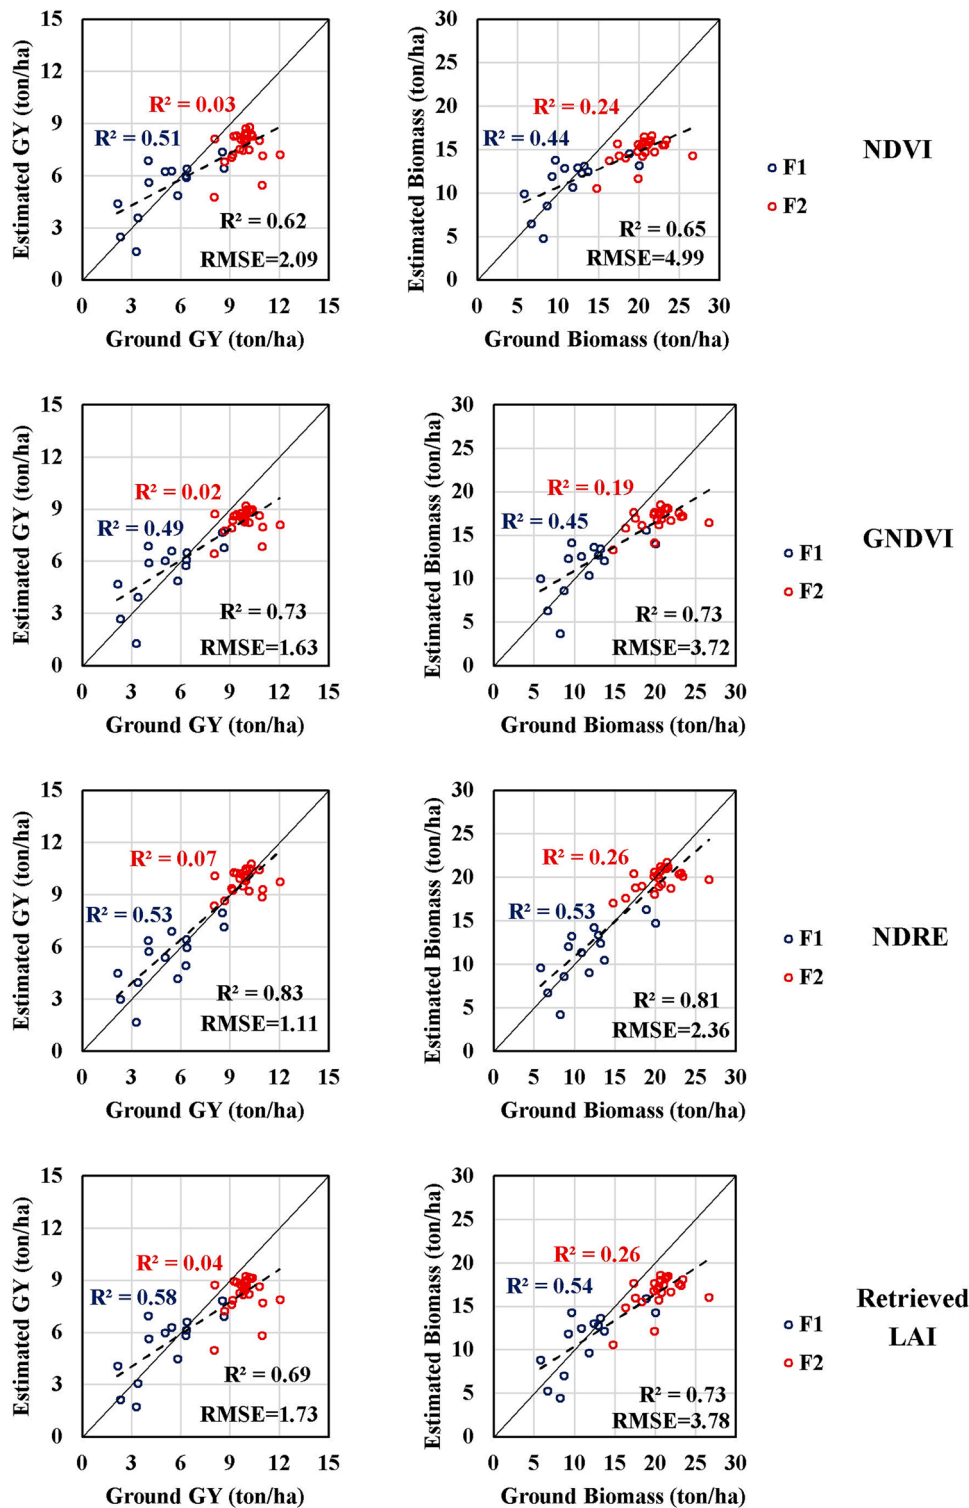 Estimated GY (ton/ha)
15
12
9
6
3
0
R² = 0.03
R² = 0.51
R² = 0.62
RMSE=2.09
0 3 6 9 12 15
Ground GY (ton/ha)
Estimated Biomass (ton/ha)
30
25
20
15
10
5
0
R² = 0.24
R² = 0.44
R² = 0.65
RMSE=4.99
0 5 10 15 20 25 30
Ground Biomass (ton/ha)
NDVI
F1
F2
Estimated GY (ton/ha)
15
12
9
6
3
0
R² = 0.02
R² = 0.49
R² = 0.73
RMSE=1.63
0 3 6 9 12 15
Ground GY (ton/ha)
Estimated Biomass (ton/ha)
30
25
20
15
10
5
0
R² = 0.19
R² = 0.45
R² = 0.73
RMSE=3.72
0 5 10 15 20 25 30
Ground Biomass (ton/ha)
GNDVI
F1
F2
Estimated GY (ton/ha)
15
12
9
6
3
0
R² = 0.07
R² = 0.53
R² = 0.83
RMSE=1.11
0 3 6 9 12 15
Ground GY (ton/ha)
Estimated Biomass (ton/ha)
30
25
20
15
10
5
0
R² = 0.26
R² = 0.53
R² = 0.81
RMSE=2.36
0 5 10 15 20 25 30
Ground Biomass (ton/ha)
NDRE
F1
F2
Estimated GY (ton/ha)
15
12
9
6
3
0
R² = 0.04
R² = 0.58
R² = 0.69
RMSE=1.73
0 3 6 9 12 15
Ground GY (ton/ha)
Estimated Biomass (ton/ha)
30
25
20
15
10
5
0
R² = 0.26
R² = 0.54
R² = 0.73
RMSE=3.78
0 5 10 15 20 25 30
Ground Biomass (ton/ha)
Retrieved
LAI
F1
F2